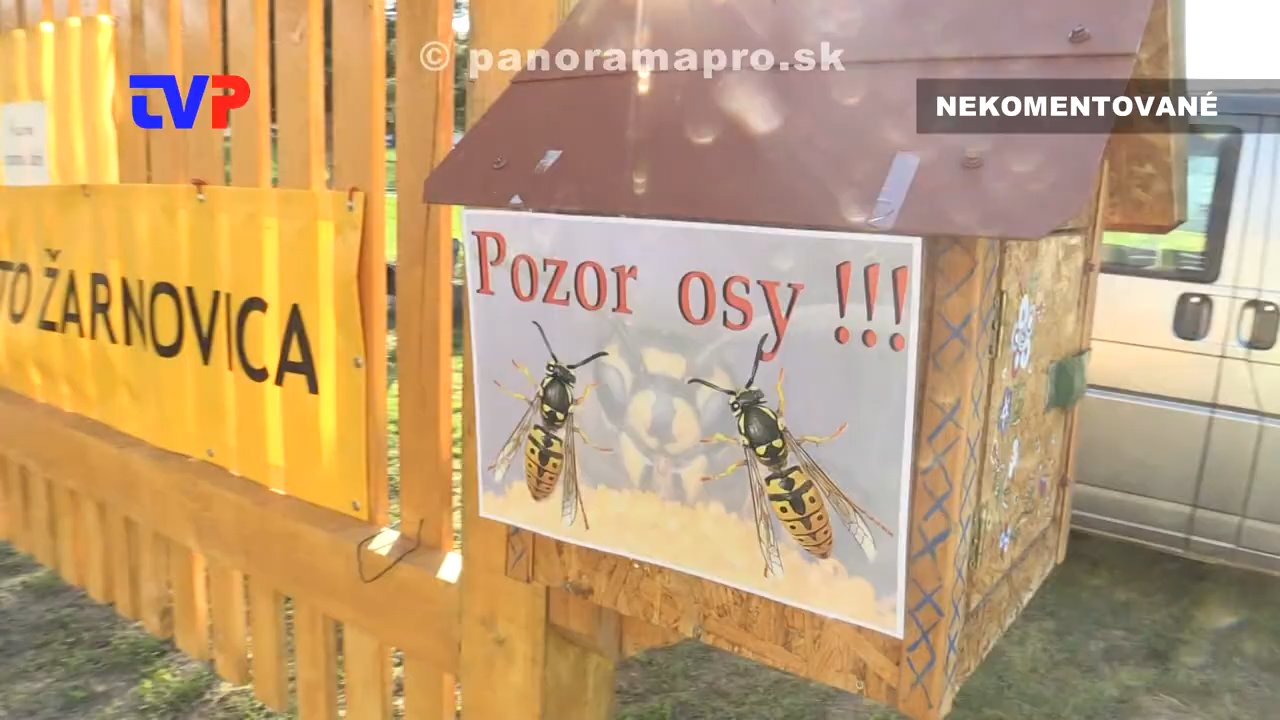 © panoramapro.sk
TVP
NEKOMENTOVANÉ
Pozor osy !!!
TO ŽARNOVICA